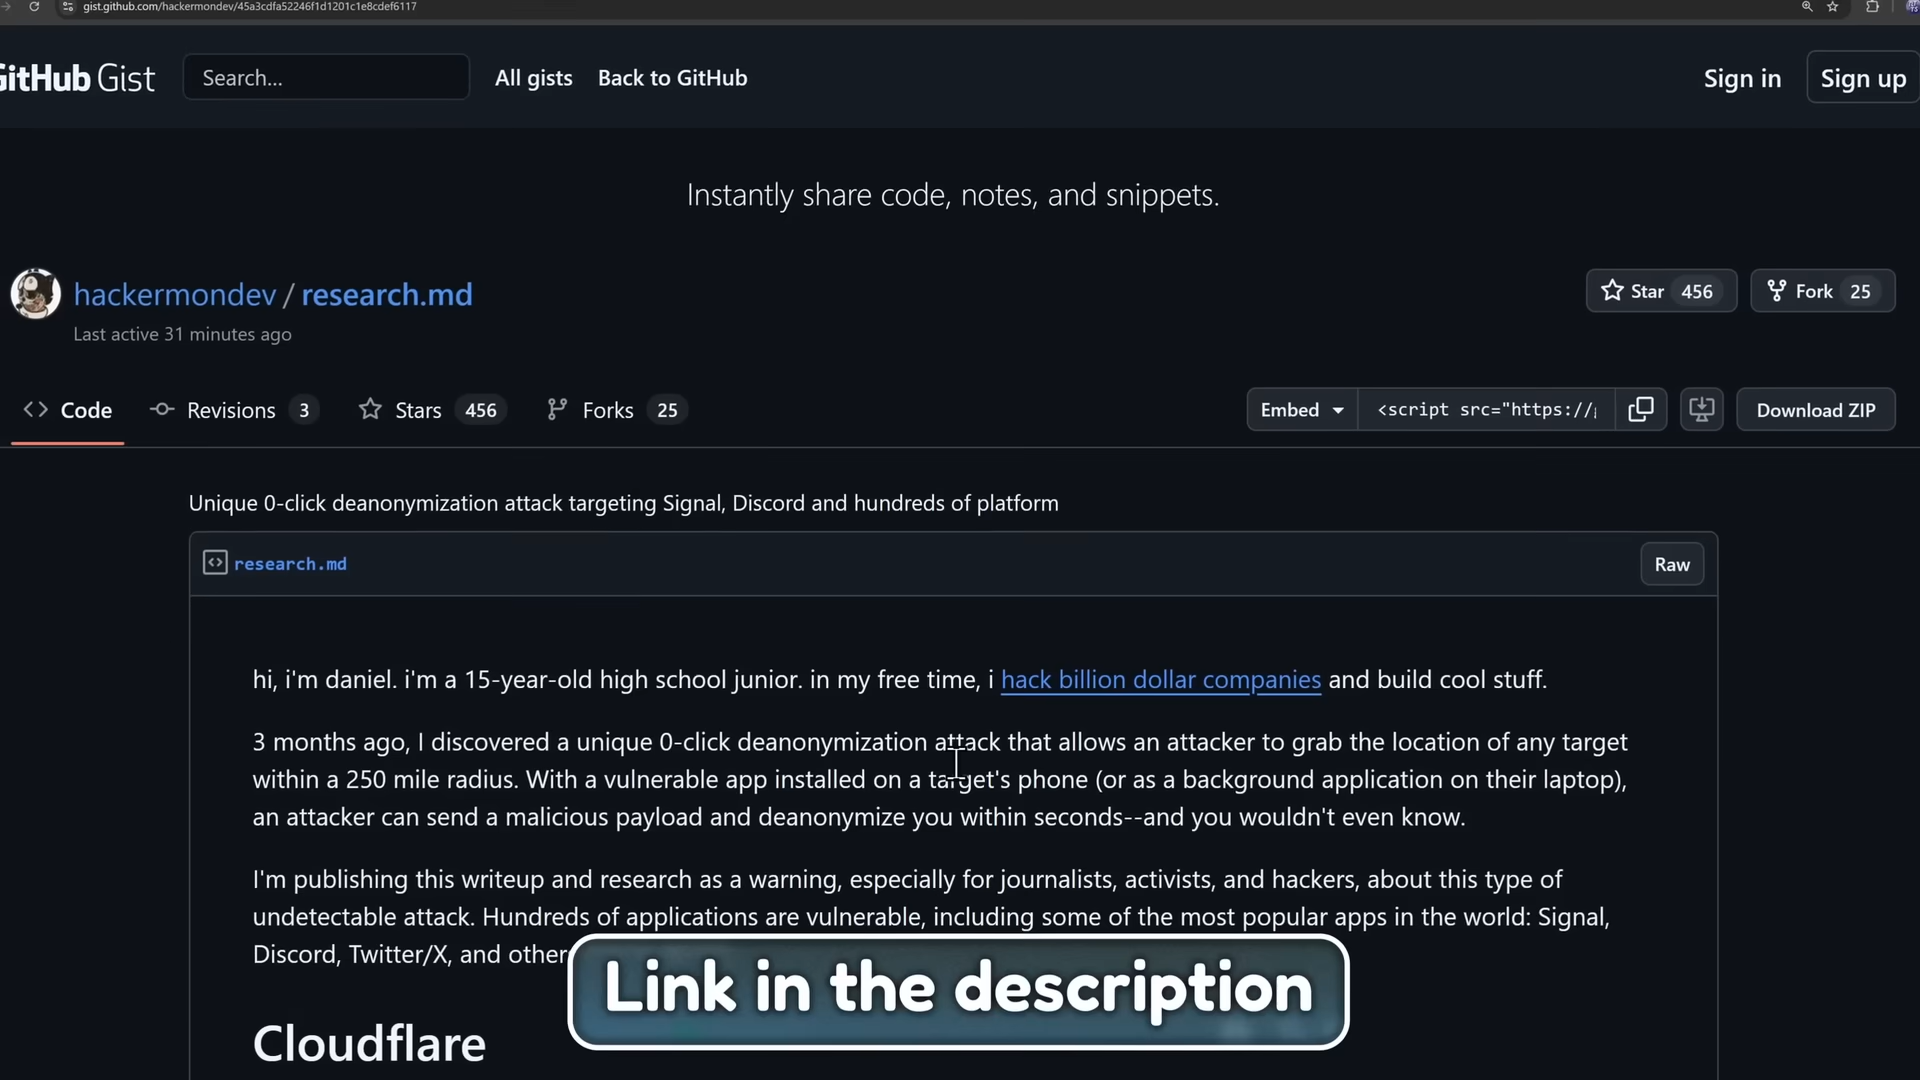 gist.github.com/hackermondev/45a3cdfa52246f1d1201c1e8cdef6117
GitHub Gist Search... All gists Back to GitHub Sign in Sign up
Instantly share code, notes, and snippets.
hackermondev / research.md Star 456 Fork 25
Last active 31 minutes ago
Code Revisions 3 Stars 456 Forks 25 Embed <script src="https:// Download ZIP
Unique 0-click deanonymization attack targeting Signal, Discord and hundreds of platform
research.md Raw
hi, i'm daniel. i'm a 15-year-old high school junior. in my free time, i hack billion dollar companies and build cool stuff.
3 months ago, I discovered a unique 0-click deanonymization attack that allows an attacker to grab the location of any target
within a 250 mile radius. With a vulnerable app installed on a target's phone (or as a background application on their laptop),
an attacker can send a malicious payload and deanonymize you within seconds--and you wouldn't even know.
I'm publishing this writeup and research as a warning, especially for journalists, activists, and hackers, about this type of
undetectable attack. Hundreds of applications are vulnerable, including some of the most popular apps in the world: Signal,
Discord, Twitter/X, and other
Link in the description
Cloudflare